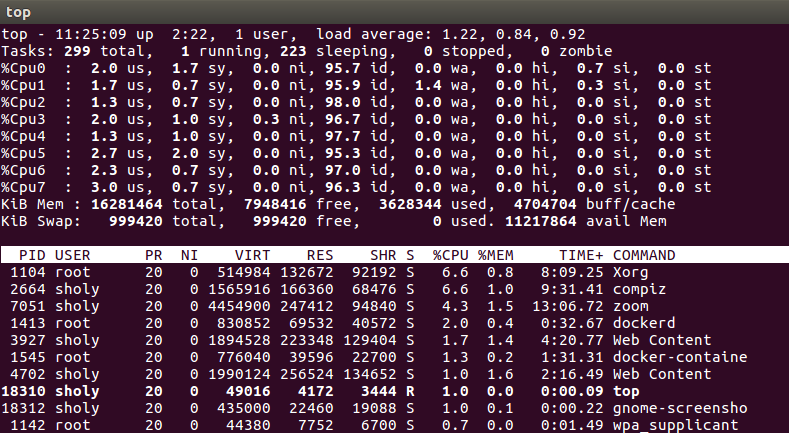 top
top - 11:25:09 up  2:22,  1 user,  load average: 1.22, 0.84, 0.92
Tasks: 299 total,   1 running, 223 sleeping,   0 stopped,   0 zombie
%Cpu0  :  2.0 us,  1.7 sy,  0.0 ni, 95.7 id,  0.0 wa,  0.0 hi,  0.7 si,  0.0 st
%Cpu1  :  1.7 us,  0.7 sy,  0.0 ni, 95.9 id,  1.4 wa,  0.0 hi,  0.3 si,  0.0 st
%Cpu2  :  1.3 us,  0.7 sy,  0.0 ni, 98.0 id,  0.0 wa,  0.0 hi,  0.0 si,  0.0 st
%Cpu3  :  2.0 us,  1.0 sy,  0.3 ni, 96.7 id,  0.0 wa,  0.0 hi,  0.0 si,  0.0 st
%Cpu4  :  1.3 us,  1.0 sy,  0.0 ni, 97.7 id,  0.0 wa,  0.0 hi,  0.0 si,  0.0 st
%Cpu5  :  2.7 us,  2.0 sy,  0.0 ni, 95.3 id,  0.0 wa,  0.0 hi,  0.0 si,  0.0 st
%Cpu6  :  2.3 us,  0.7 sy,  0.0 ni, 97.0 id,  0.0 wa,  0.0 hi,  0.0 si,  0.0 st
%Cpu7  :  3.0 us,  0.7 sy,  0.0 ni, 96.3 id,  0.0 wa,  0.0 hi,  0.0 si,  0.0 st
KiB Mem : 16281464 total,  7948416 free,  3628344 used,  4704704 buff/cache
KiB Swap:   999420 total,   999420 free,        0 used. 11217864 avail Mem
PID USER      PR  NI    VIRT    RES    SHR S  %CPU %MEM     TIME+ COMMAND
1104 root      20   0  514984 132672  92192 S   6.6  0.8   8:09.25 Xorg
2664 sholy     20   0 1565916 166360  68476 S   6.6  1.0   9:31.41 compiz
7051 sholy     20   0 4454900 247412  94840 S   4.3  1.5  13:06.72 zoom
1413 root      20   0  830852  69532  40572 S   2.0  0.4   0:32.67 dockerd
3927 sholy     20   0 1894528 223348 129404 S   1.7  1.4   4:20.77 Web Content
1545 root      20   0  776040  39596  22700 S   1.3  0.2   1:31.31 docker-containe
4702 sholy     20   0 1990124 256524 134652 S   1.0  1.6   2:16.49 Web Content
18310 sholy     20   0   49016   4172   3444 R   1.0  0.0   0:00.09 top
18312 sholy     20   0  435000  22460  19088 S   1.0  0.1   0:00.22 gnome-screensho
1142 root      20   0   44380   7752   6700 S   0.7  0.0   0:01.49 wpa_supplicant